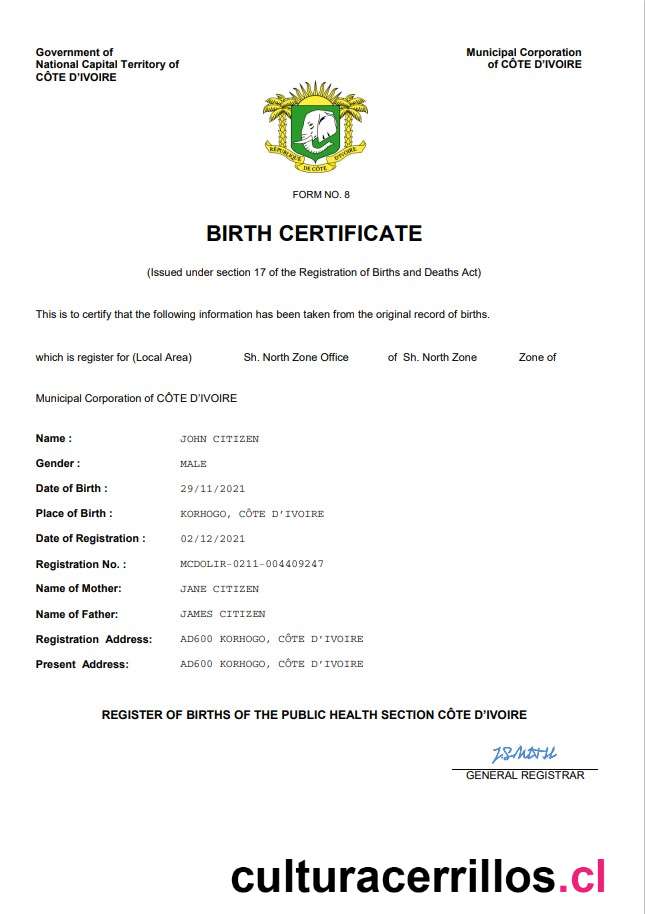 Government of
National Capital Territory of
CÔTE D'IVOIRE
Municipal Corporation
of CÔTE D'IVOIRE
RÉPUBLIQUE DE CÔTE D'IVOIRE
FORM NO. 8
BIRTH CERTIFICATE
(Issued under section 17 of the Registration of Births and Deaths Act)
This is to certify that the following information has been taken from the original record of births.
which is register for (Local Area) Sh. North Zone Office of Sh. North Zone Zone of
Municipal Corporation of CÔTE D'IVOIRE
Name : JOHN CITIZEN
Gender : MALE
Date of Birth : 29/11/2021
Place of Birth : KORHOGO, CÔTE D'IVOIRE
Date of Registration : 02/12/2021
Registration No. : MCDOLIR-0211-004409247
Name of Mother: JANE CITIZEN
Name of Father: JAMES CITIZEN
Registration Address: AD600 KORHOGO, CÔTE D'IVOIRE
Present Address: AD600 KORHOGO, CÔTE D'IVOIRE
REGISTER OF BIRTHS OF THE PUBLIC HEALTH SECTION CÔTE D'IVOIRE
GENERAL REGISTRAR
culturacerrillos.cl